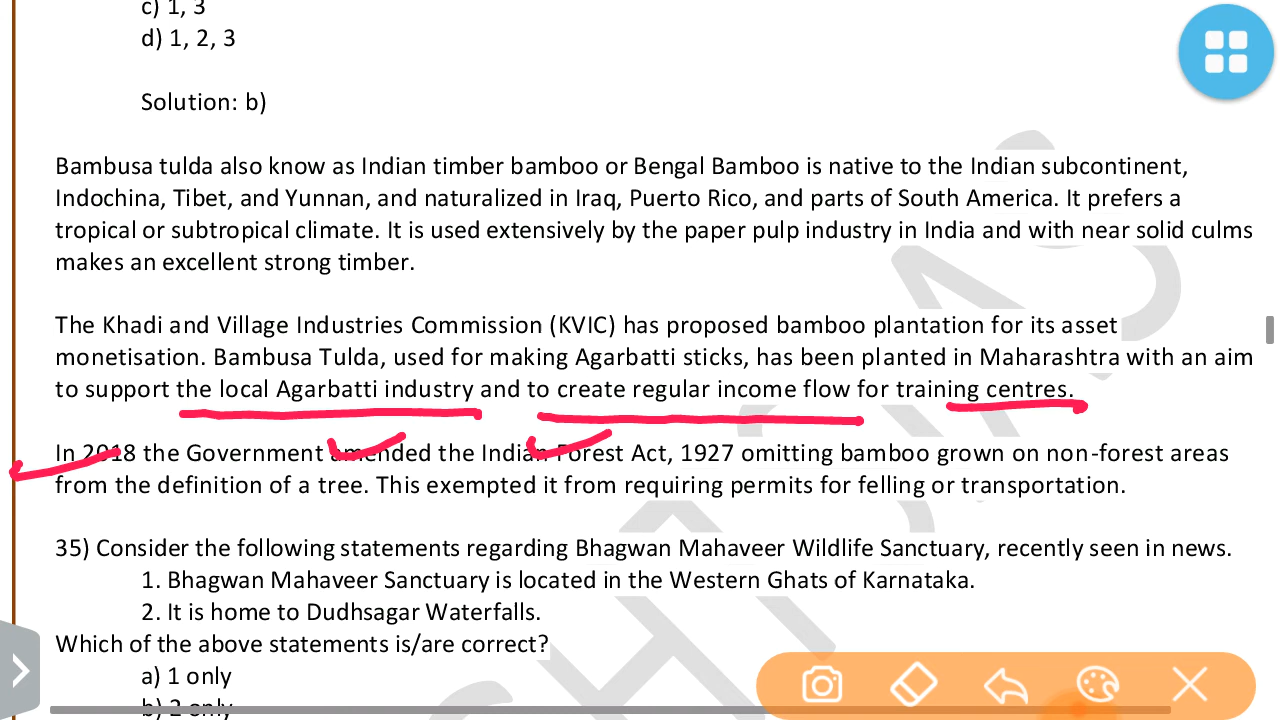 c) 1, 3
d) 1, 2, 3
Solution: b)
Bambusa tulda also know as Indian timber bamboo or Bengal Bamboo is native to the Indian subcontinent,
Indochina, Tibet, and Yunnan, and naturalized in Iraq, Puerto Rico, and parts of South America. It prefers a
tropical or subtropical climate. It is used extensively by the paper pulp industry in India and with near solid culms
makes an excellent strong timber.
The Khadi and Village Industries Commission (KVIC) has proposed bamboo plantation for its asset
monetisation. Bambusa Tulda, used for making Agarbatti sticks, has been planted in Maharashtra with an aim
to support the local Agarbatti industry and to create regular income flow for training centres.
In 2018 the Government amended the Indian Forest Act, 1927 omitting bamboo grown on non-forest areas
from the definition of a tree. This exempted it from requiring permits for felling or transportation.
35) Consider the following statements regarding Bhagwan Mahaveer Wildlife Sanctuary, recently seen in news.
1. Bhagwan Mahaveer Sanctuary is located in the Western Ghats of Karnataka.
2. It is home to Dudhsagar Waterfalls.
Which of the above statements is/are correct?
a) 1 only
b) 2 only